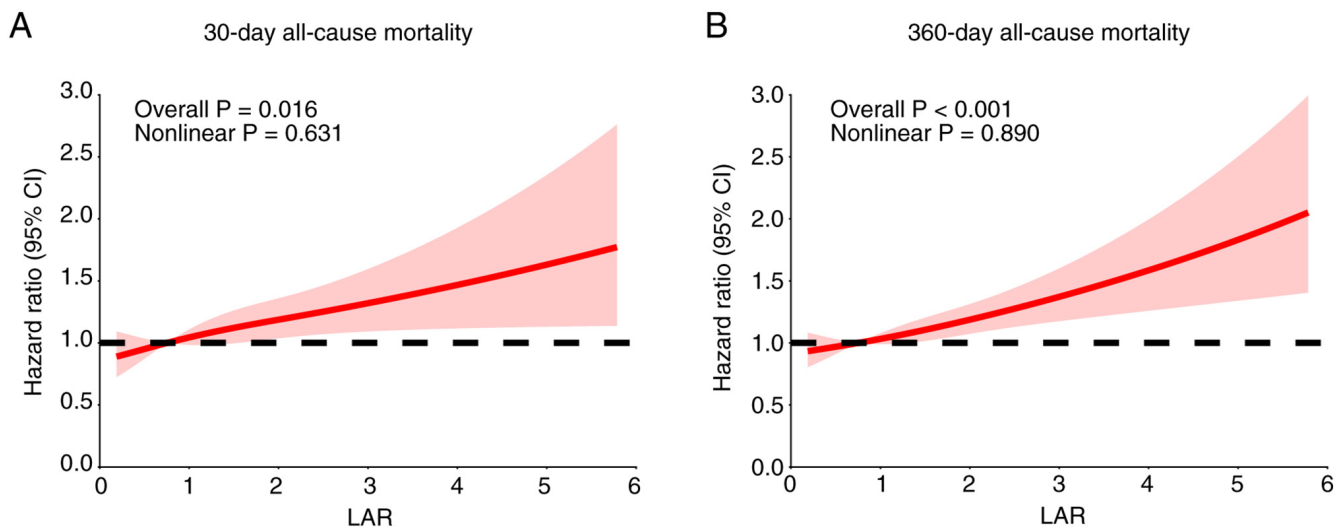 A
30-day all-cause mortality
Overall P = 0.016
Nonlinear P = 0.631
Hazard ratio (95% CI)
3.0
2.5
2.0
1.5
1.0
0.5
0.0
0 1 2 3 4 5 6
LAR
B
360-day all-cause mortality
Overall P < 0.001
Nonlinear P = 0.890
Hazard ratio (95% CI)
3.0
2.5
2.0
1.5
1.0
0.5
0.0
0 1 2 3 4 5 6
LAR